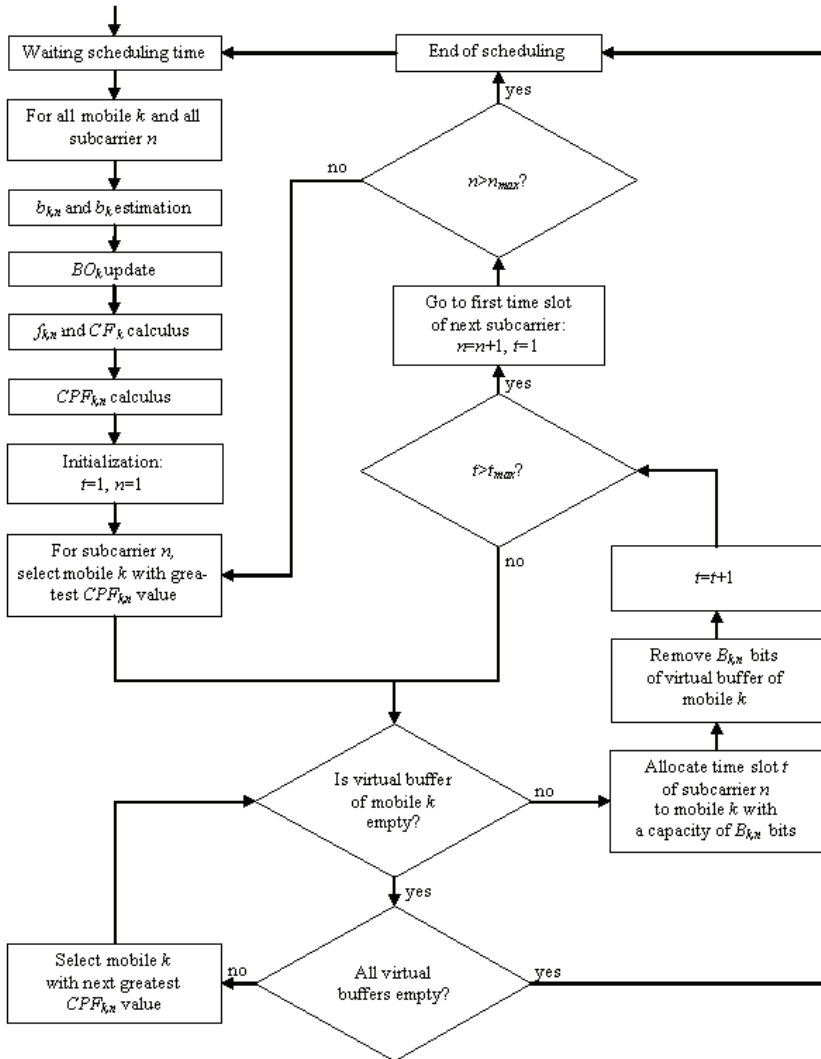 Waiting scheduling time
End of scheduling
yes
For all mobile k and all
subcarrier n
no
n>nmax?
bk,n and bk estimation
BOk update
Go to first time slot
of next subcarrier:
n=n+1, t=1
fk,n and CFk calculus
yes
CPFk,n calculus
t>tmax?
Initialization:
t=1, n=1
For subcarrier n,
select mobile k with grea-
test CPFk,n value
no
t=t+1
Remove Bk,n bits
of virtual buffer of
mobile k
Is virtual buffer
of mobile k
empty?
no
Allocate time slot t
of subcarrier n
to mobile k with
a capacity of Bk,n bits
yes
Select mobile k
with next greatest
CPFk,n value
no
All virtual
buffers empty?
yes